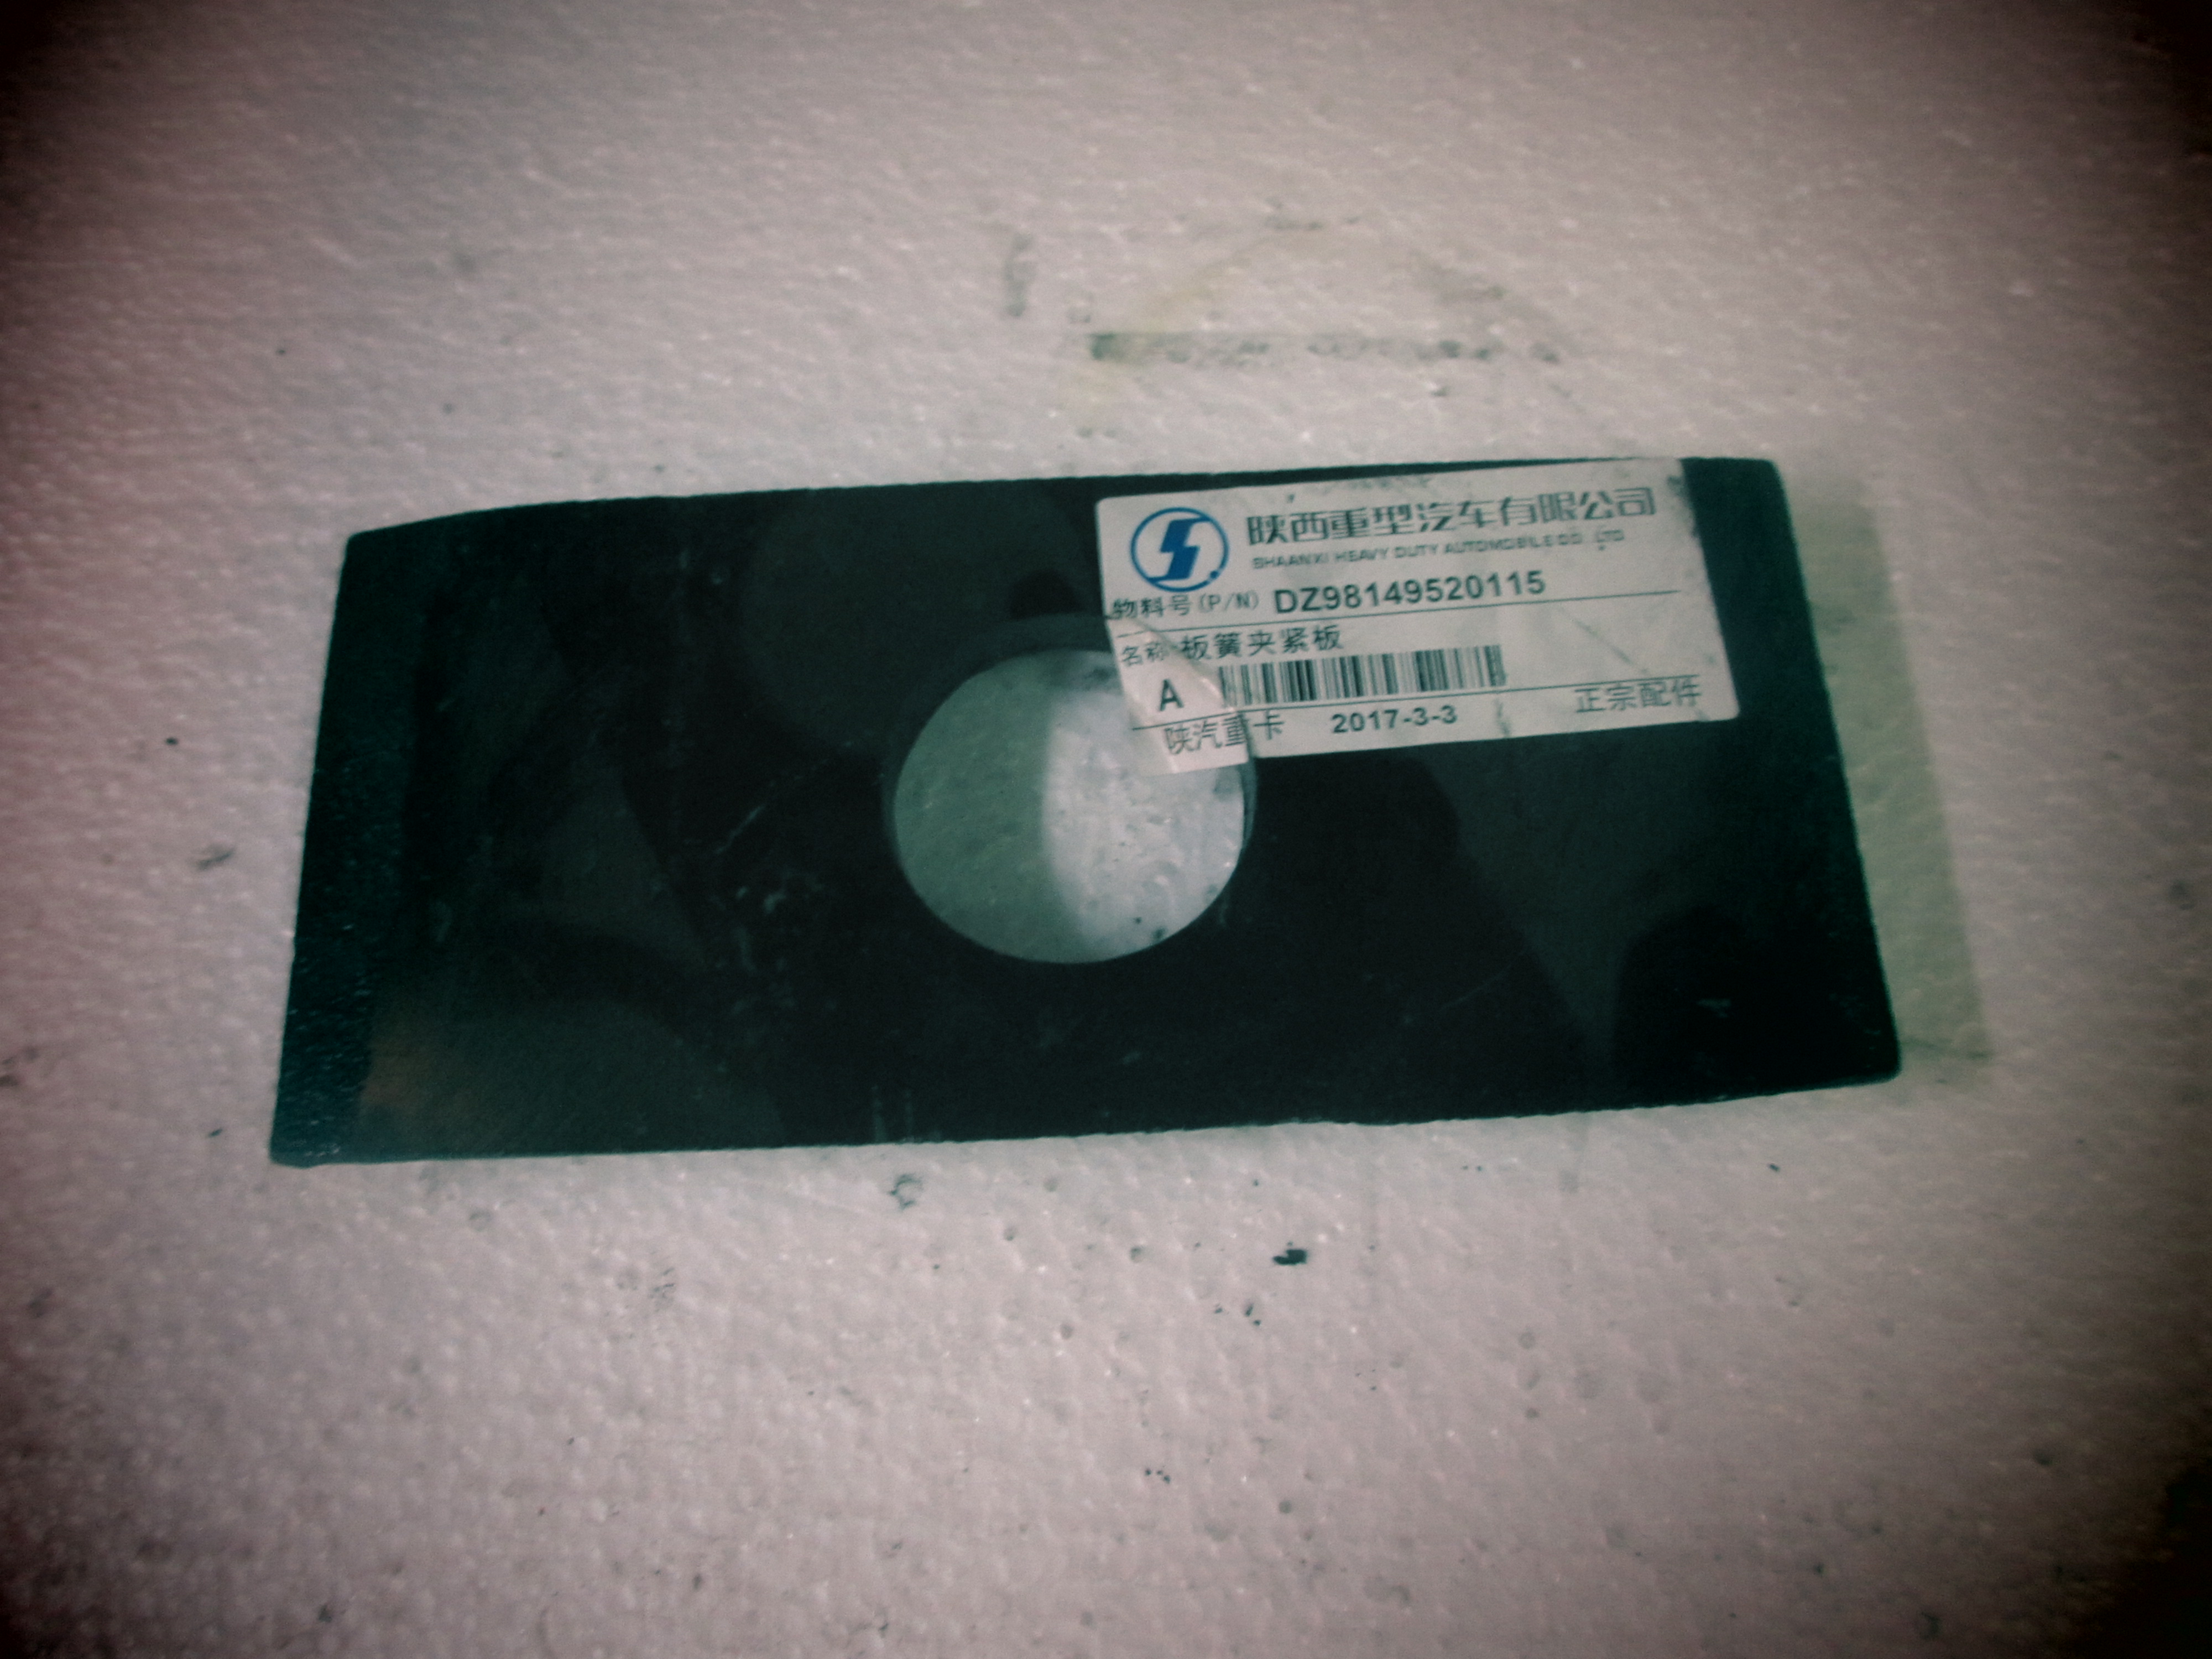 陕西重型汽车有限公司
SHAANXI HEAVY DUTY AUTOMOBILE CO.,LTD
物料号(P/N) DZ98149520115
名称 板簧夹紧板
A
陕汽重卡 2017-3-3 正宗配件